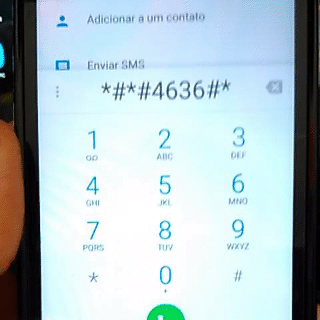 Adicionar a um contato
Enviar SMS
*#*#4636#*
1 2 3
QO ABC DEF
4 5 6
GHI JKL MNO
7 8 9
PQRS TUV WXYZ
* 0 #
+